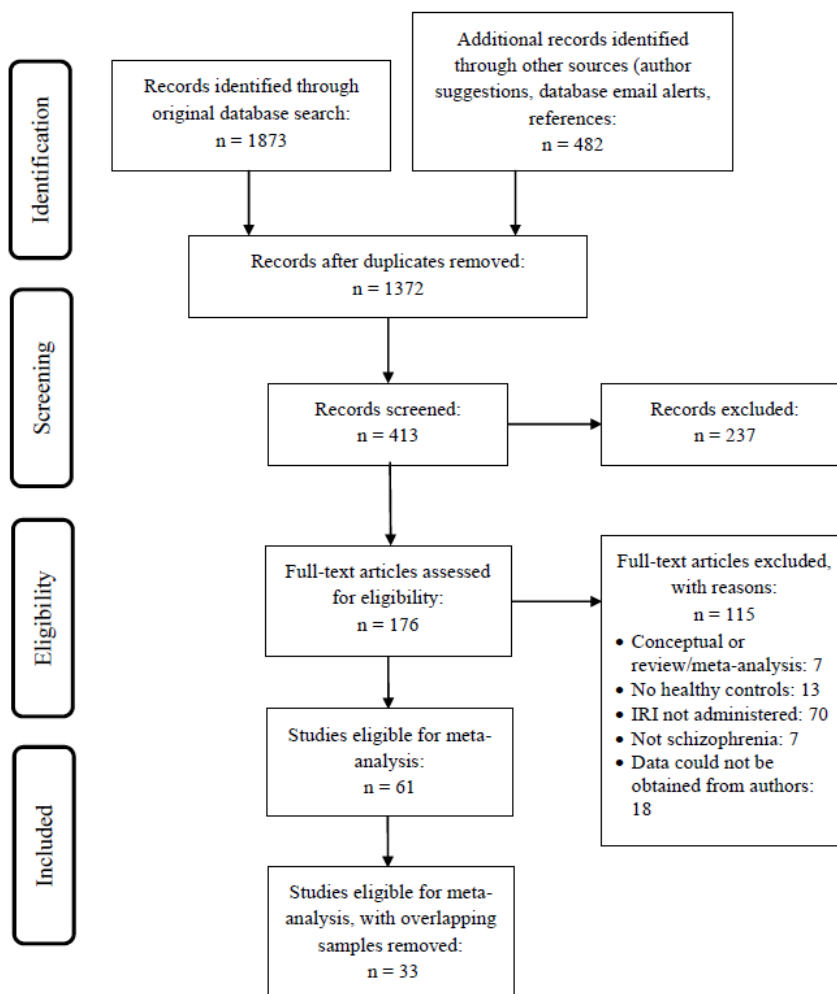 Identification
Records identified through
original database search:
n = 1873
Additional records identified
through other sources (author
suggestions, database email alerts,
references:
n = 482
Records after duplicates removed:
n = 1372
Screening
Records screened:
n = 413
Records excluded:
n = 237
Eligibility
Full-text articles assessed
for eligibility:
n = 176
Full-text articles excluded,
with reasons:
n = 115
• Conceptual or
review/meta-analysis: 7
• No healthy controls: 13
• IRI not administered: 70
• Not schizophrenia: 7
• Data could not be
obtained from authors:
18
Studies eligible for meta-
analysis:
n = 61
Included
Studies eligible for meta-
analysis, with overlapping
samples removed:
n = 33